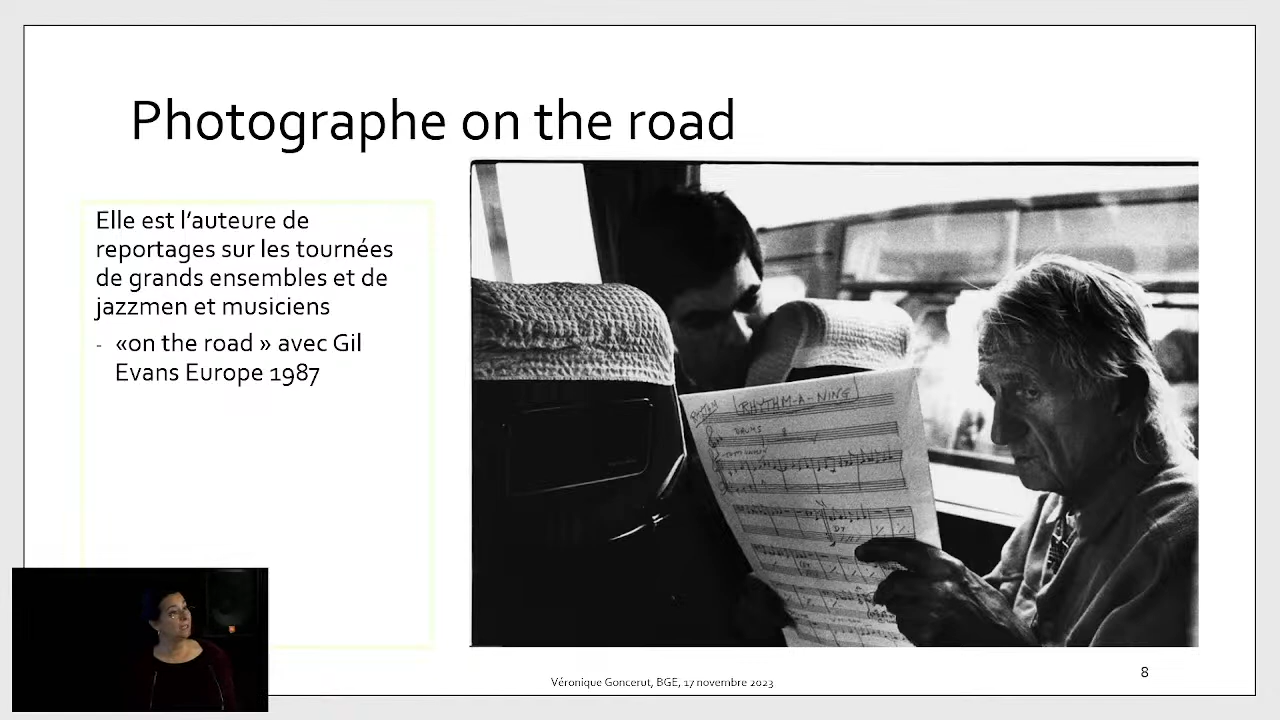 Photographe on the road
Elle est l'auteure de
reportages sur les tournées
de grands ensembles et de
jazzmen et musiciens
- «on the road » avec Gil
Evans Europe 1987
RHYTHM-A-NING
DRUMS
Véronique Goncerut, BGE, 17 novembre 2023
8